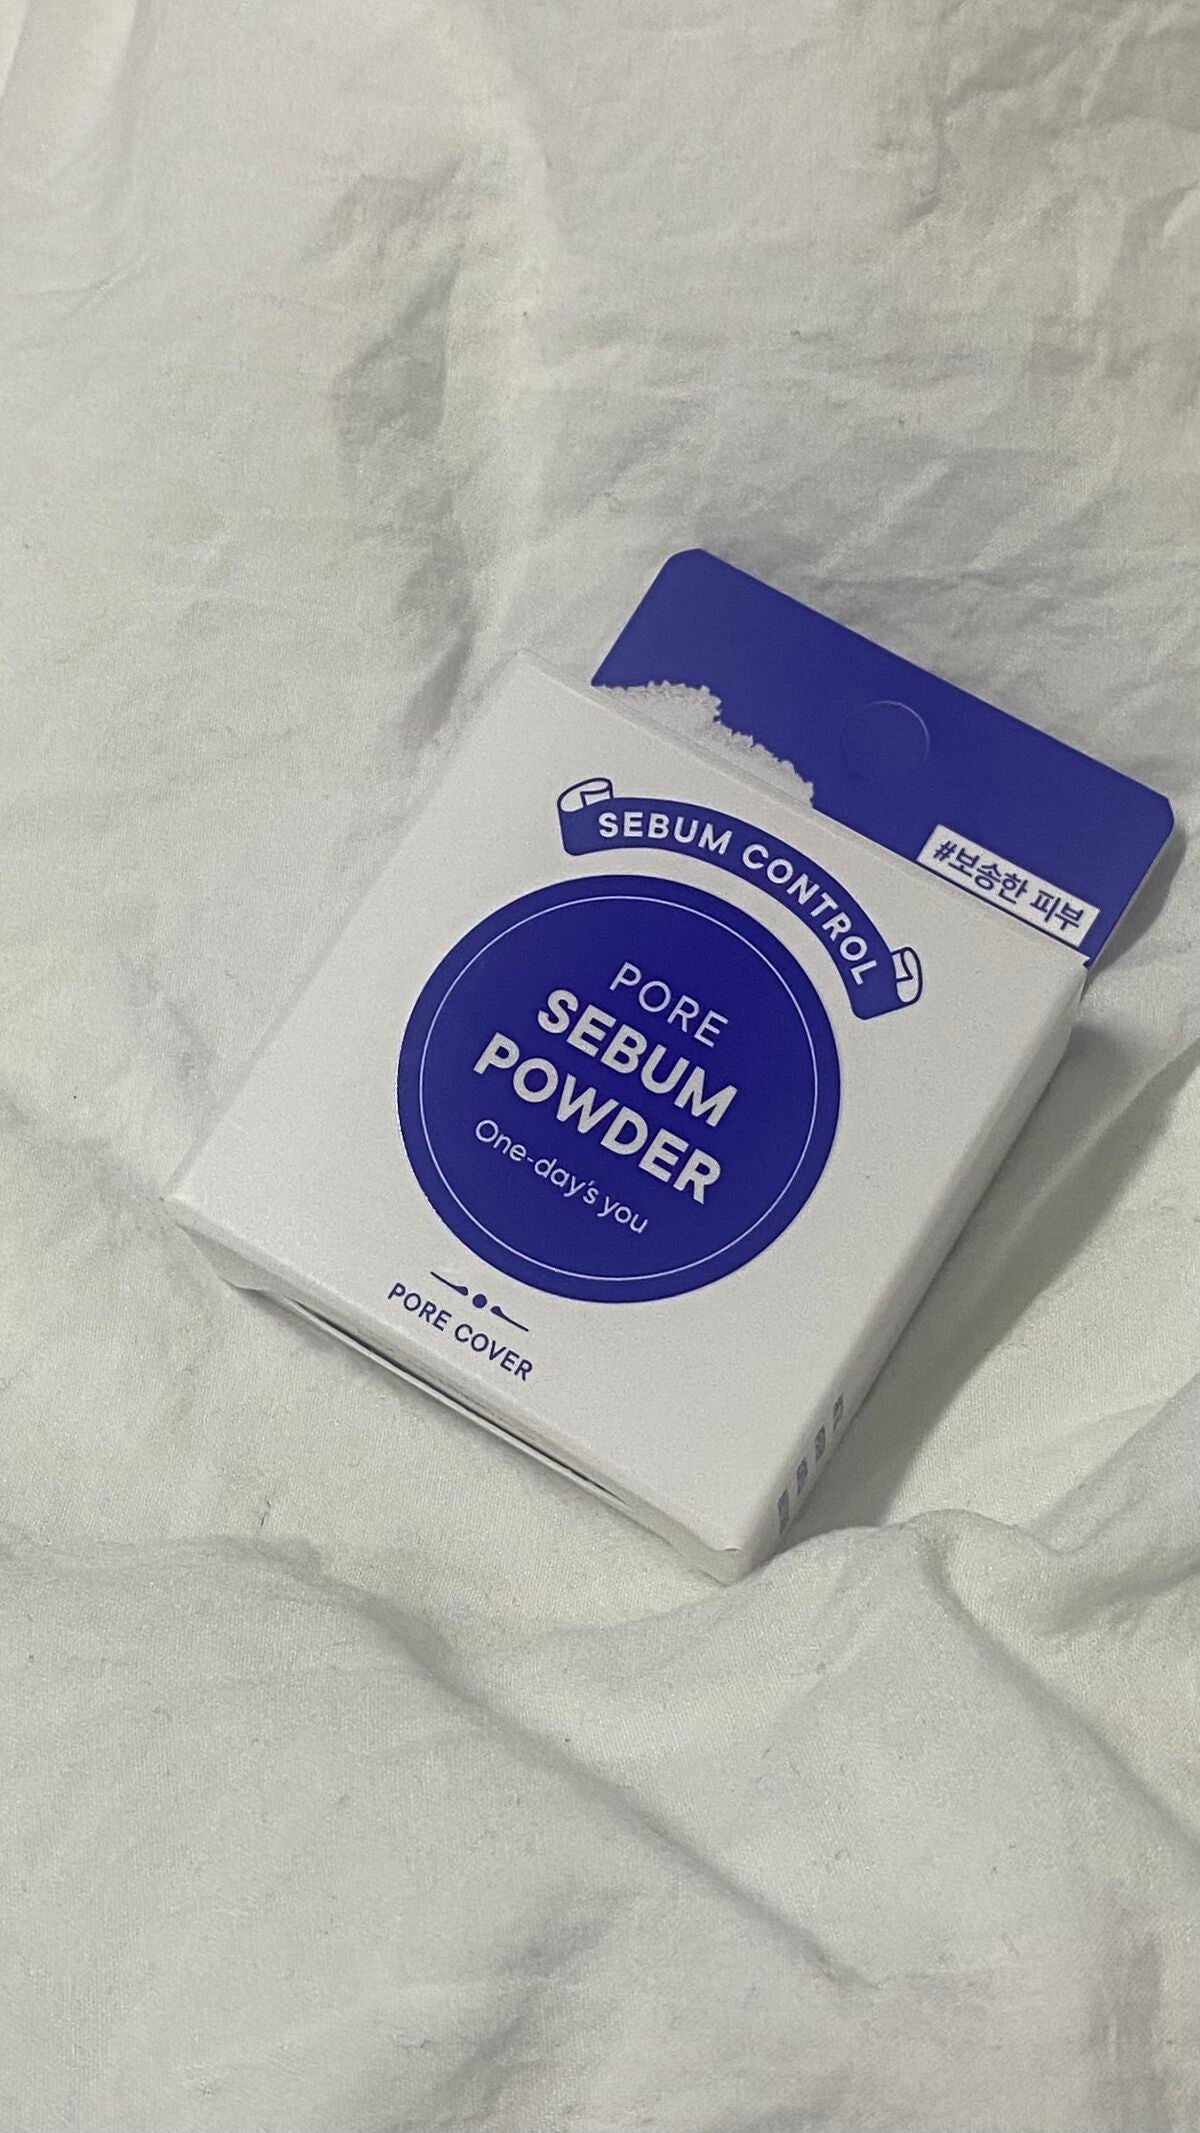 #보송한 피부
SEBUM CONTROL
PORE
SEBUM
POWDER
One-day's you
PORE COVER